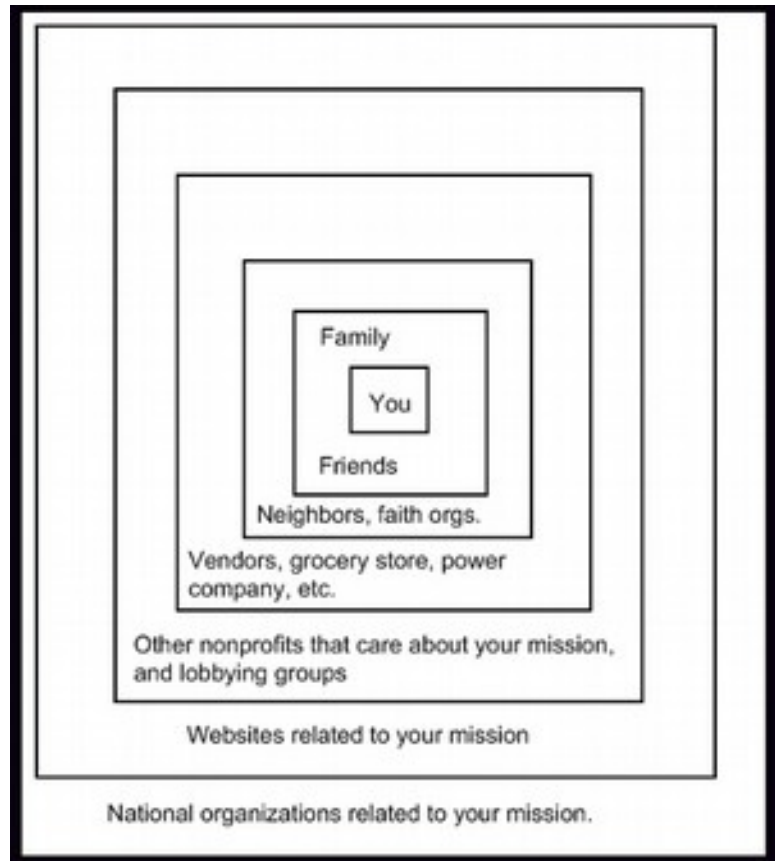 Family
You
Friends
Neighbors, faith orgs.
Vendors, grocery store, power
company, etc.
Other nonprofits that care about your mission,
and lobbying groups
Websites related to your mission
National organizations related to your mission.